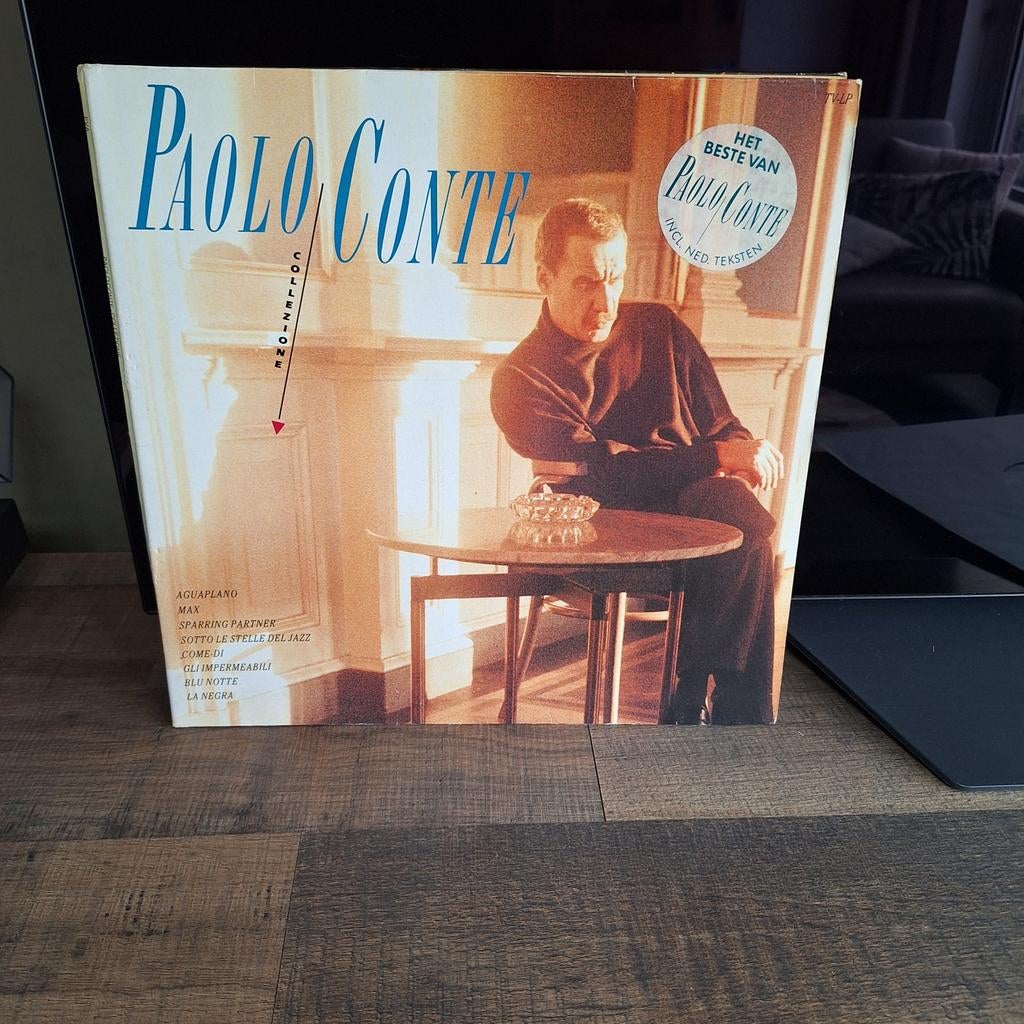 PAOLO CONTE
COLLEZIONE
TV-LP
HET
BESTE VAN
PAOLO CONTE
INCL. NED. TEKSTEN
AGUAPLANO
MAX
SPARRING PARTNER
SOTTO LE STELLE DEL JAZZ
COME-DI
GLI IMPERMEABILI
BLU NOTTE
LA NEGRA